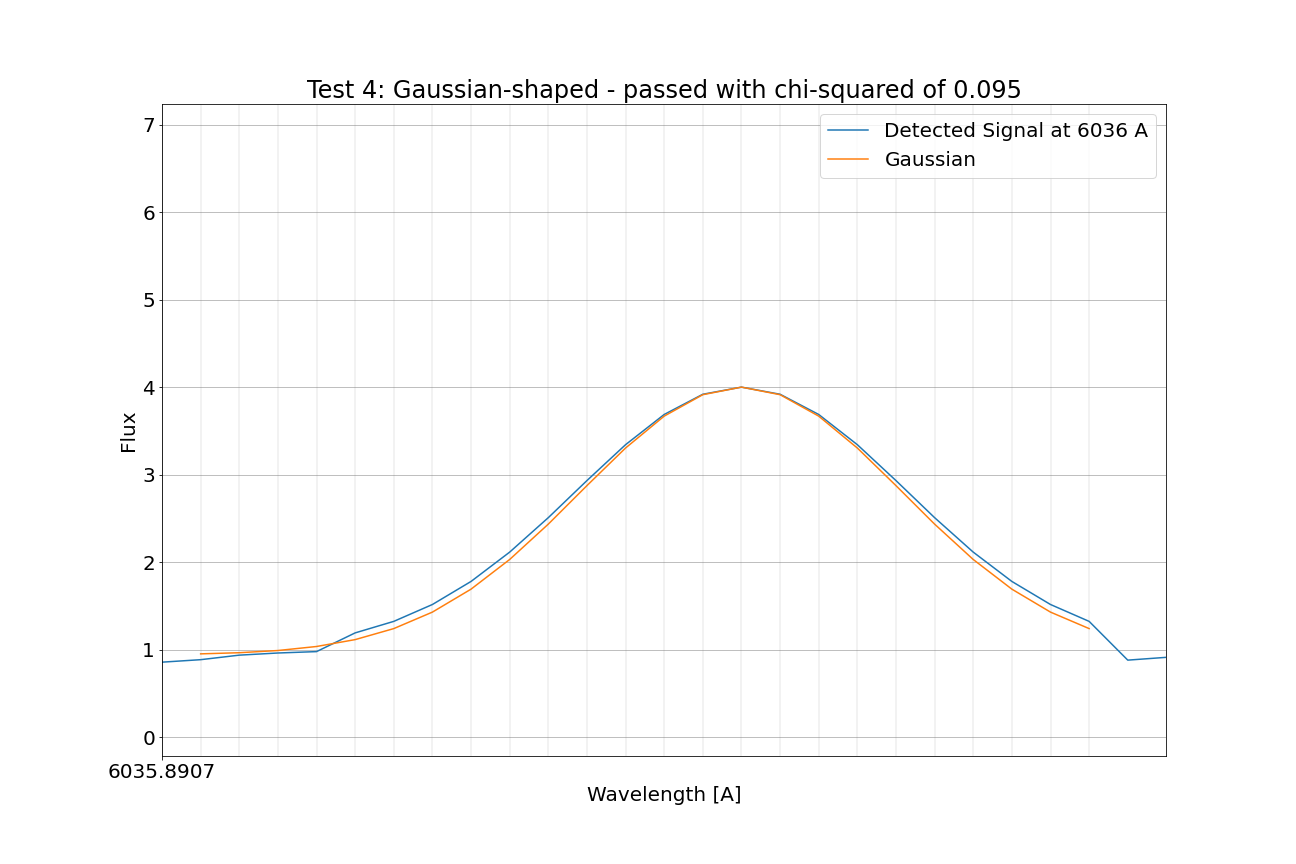 Test 4: Gaussian-shaped - passed with chi-squared of 0.095
Detected Signal at 6036 A
Gaussian
7
6
5
4
3
2
1
0
Flux
6035.8907
Wavelength [A]